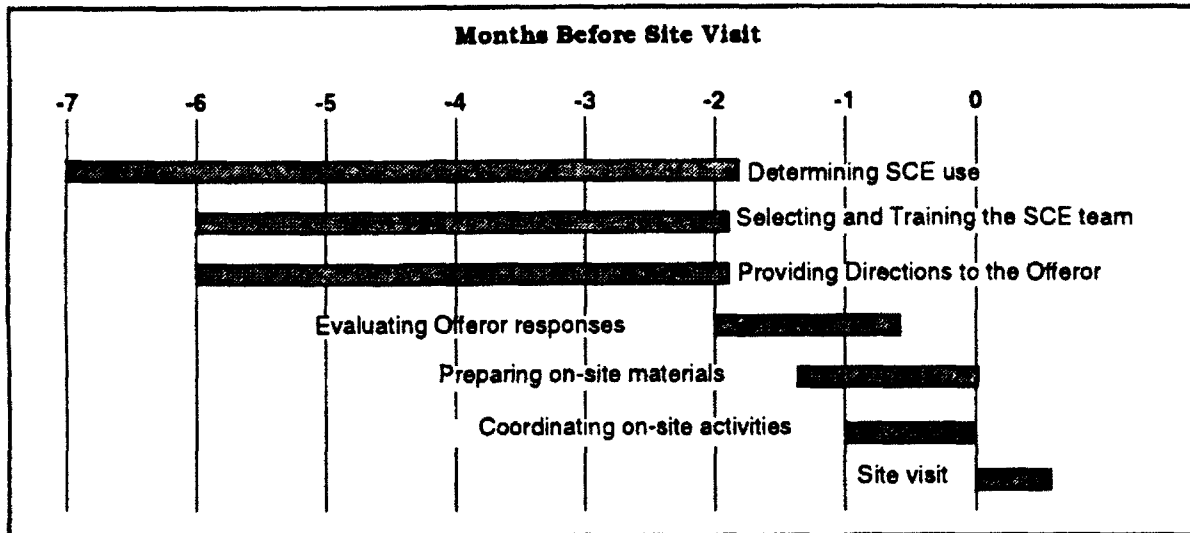 Months Before Site Visit
-7 -6 -5 -4 -3 -2 -1 0
Determining SCE use
Selecting and Training the SCE team
Providing Directions to the Offeror
Evaluating Offeror responses
Preparing on-site materials
Coordinating on-site activities
Site visit